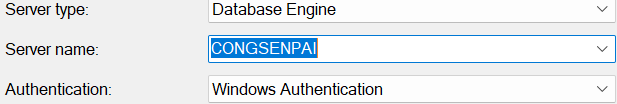 Server type: Database Engine
Server name: CONGSENPAI
Authentication: Windows Authentication